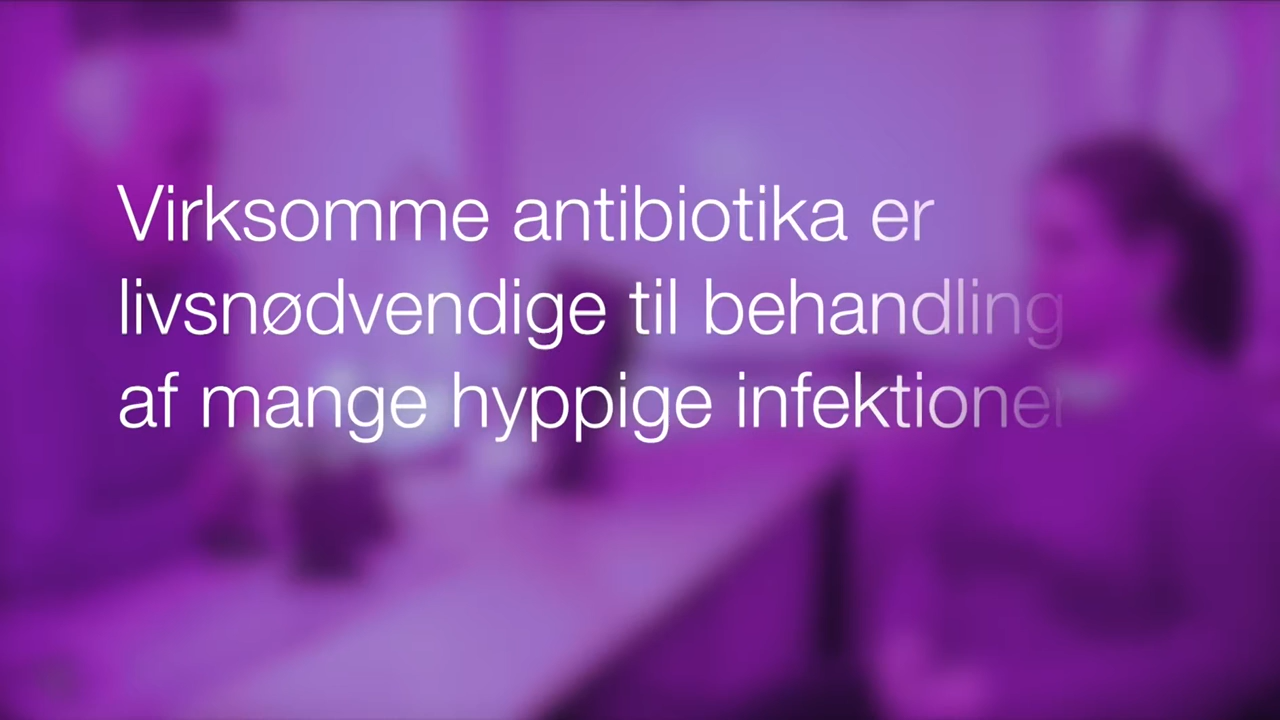 Virksomme antibiotika er
livsnødvendige til behandling
af mange hyppige infektioner